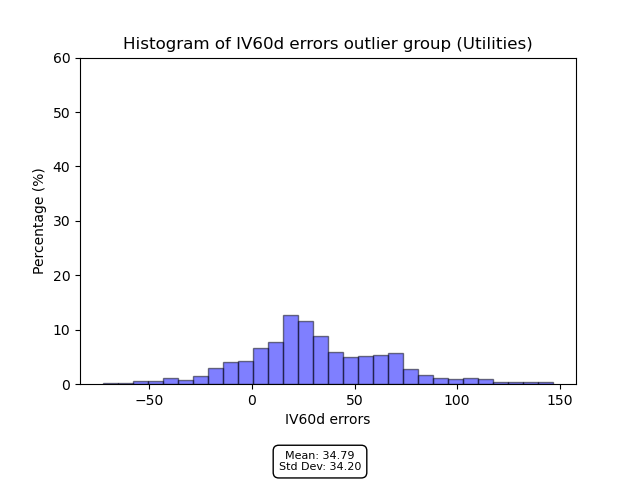 Histogram of IV60d errors outlier group (Utilities)
60
50
40
30
20
10
0
Percentage (%)
−50
0
50
100
150
IV60d errors
Mean: 34.79
Std Dev: 34.20